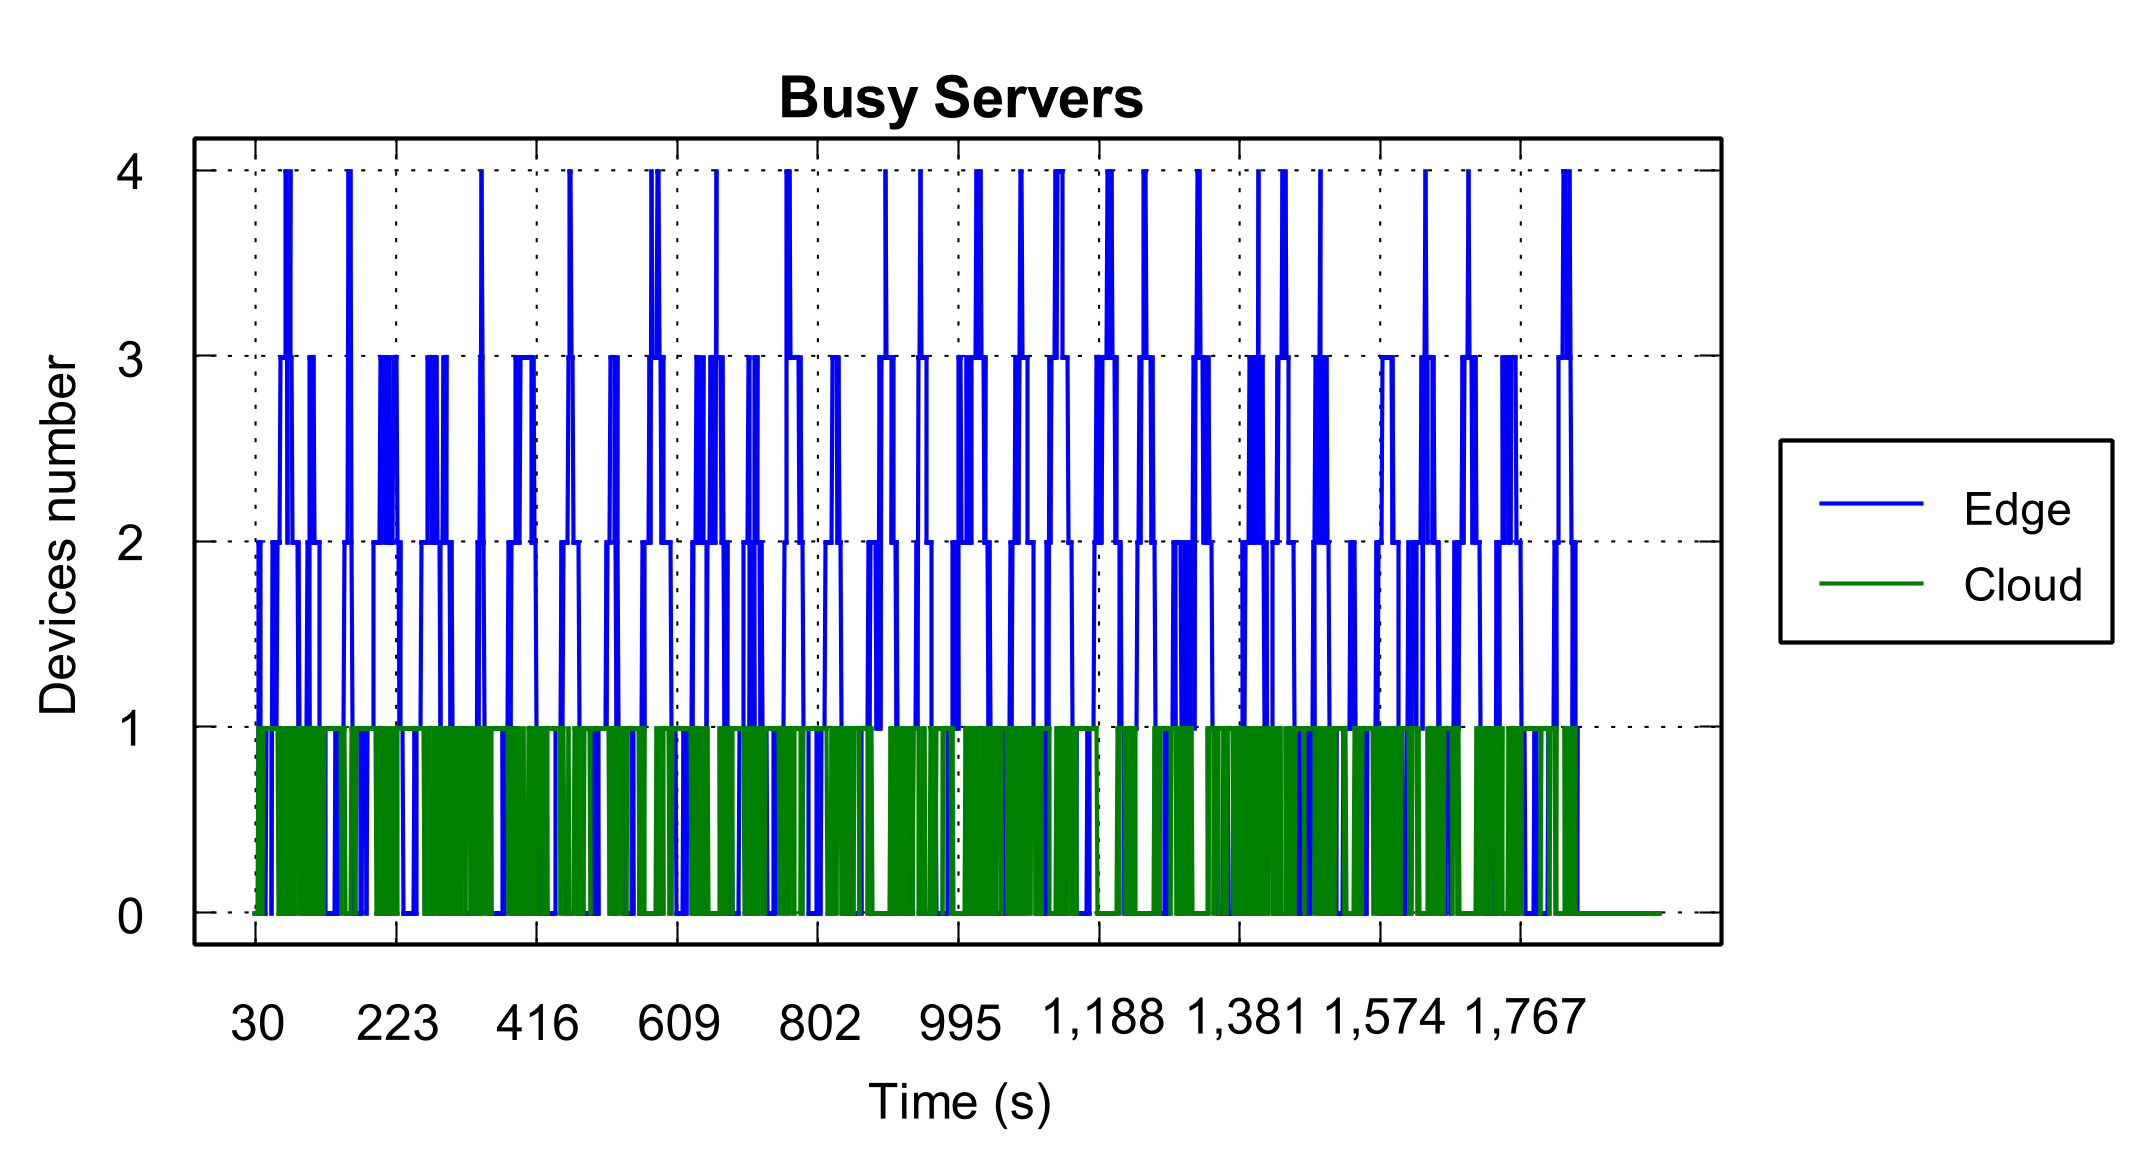 Busy Servers
4
3
2
1
0
Devices number
30 223 416 609 802 995 1,188 1,381 1,574 1,767
Time (s)
Edge
Cloud